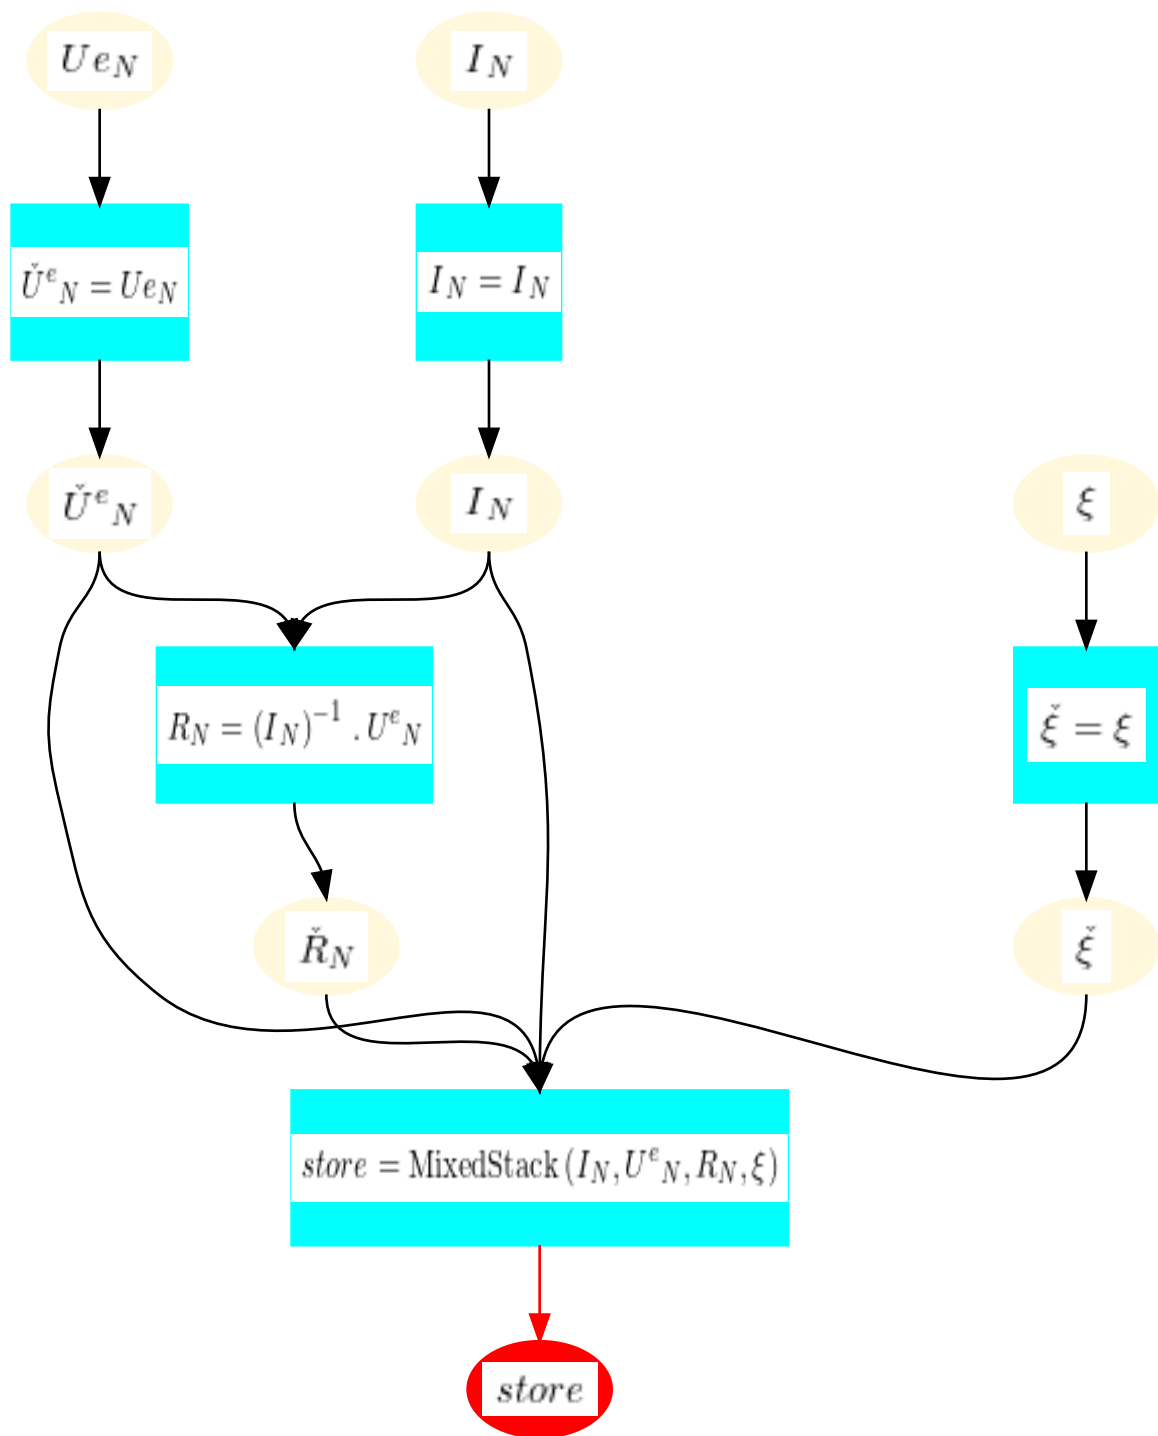 Ue_N
I_N
Ǔ^e_N = Ue_N
I_N = I_N
Ǔ^e_N
I_N
ξ
R_N = (I_N)^{-1} . U^e_N
ξ̌ = ξ
Ř_N
ξ̌
store = MixedStack (I_N, U^e_N, R_N, ξ)
store